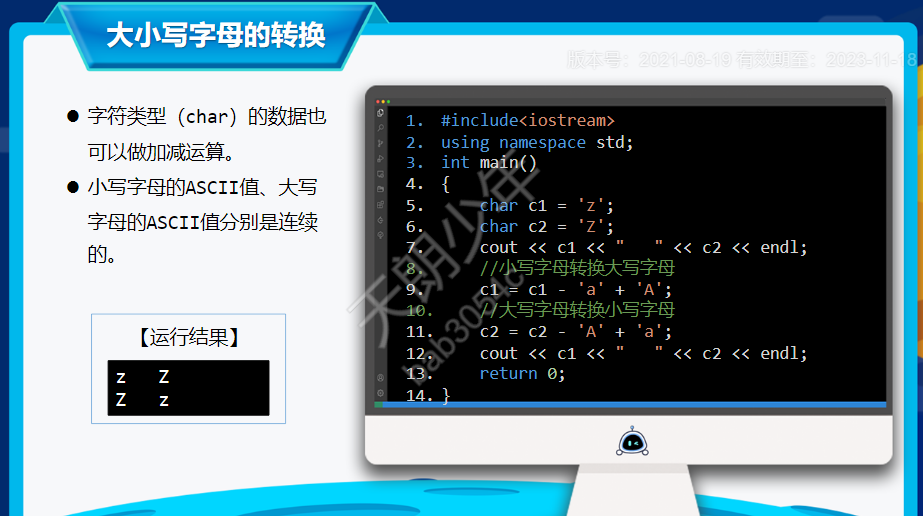 大小写字母的转换
版本号：2021-08-19 有效期至：2023-11-18
● 字符类型（char）的数据也
可以做加减运算。
● 小写字母的ASCII值、大写
字母的ASCII值分别是连续
的。
【运行结果】
z   Z
Z   z
1. #include<iostream>
2. using namespace std;
3. int main()
4. {
5.     char c1 = 'z';
6.     char c2 = 'Z';
7.     cout << c1 << "   " << c2 << endl;
8.     //小写字母转换大写字母
9.     c1 = c1 - 'a' + 'A';
10.     //大写字母转换小写字母
11.     c2 = c2 - 'A' + 'a';
12.     cout << c1 << "   " << c2 << endl;
13.     return 0;
14. }
天朗少年
bab3054c